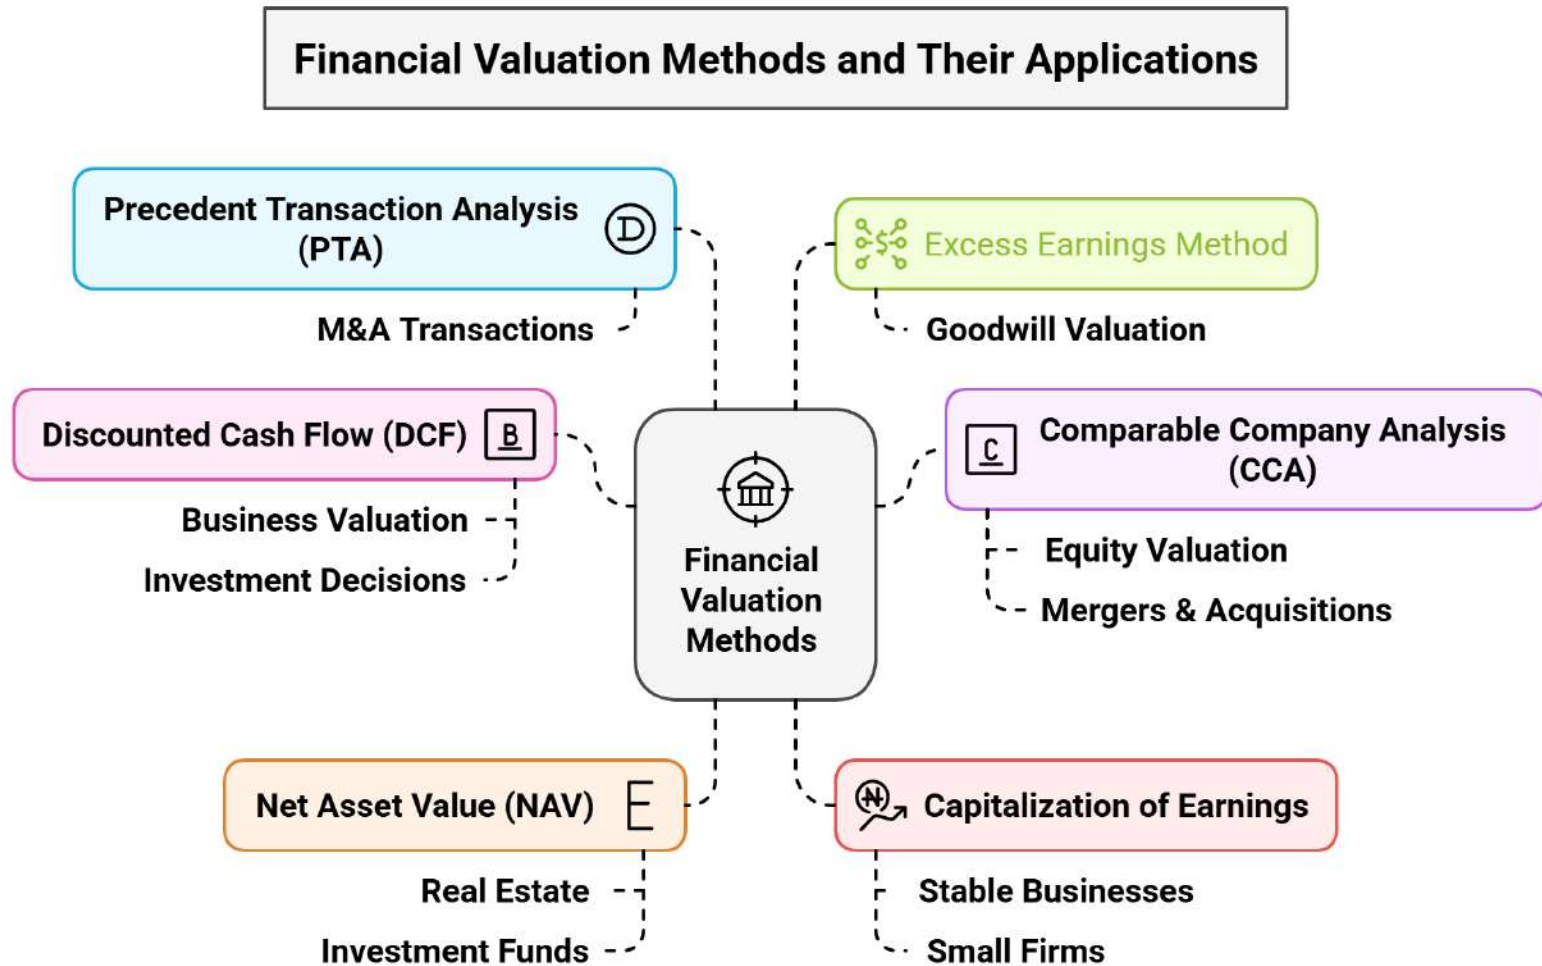 Financial Valuation Methods and Their Applications
Precedent Transaction Analysis
(PTA)
D
M&A Transactions
Excess Earnings Method
$
Goodwill Valuation
Discounted Cash Flow (DCF)
B
Business Valuation
Investment Decisions
Comparable Company Analysis
(CCA)
C
Equity Valuation
Mergers & Acquisitions
Financial
Valuation
Methods
Net Asset Value (NAV)
E
Real Estate
Investment Funds
₦
Capitalization of Earnings
Stable Businesses
Small Firms